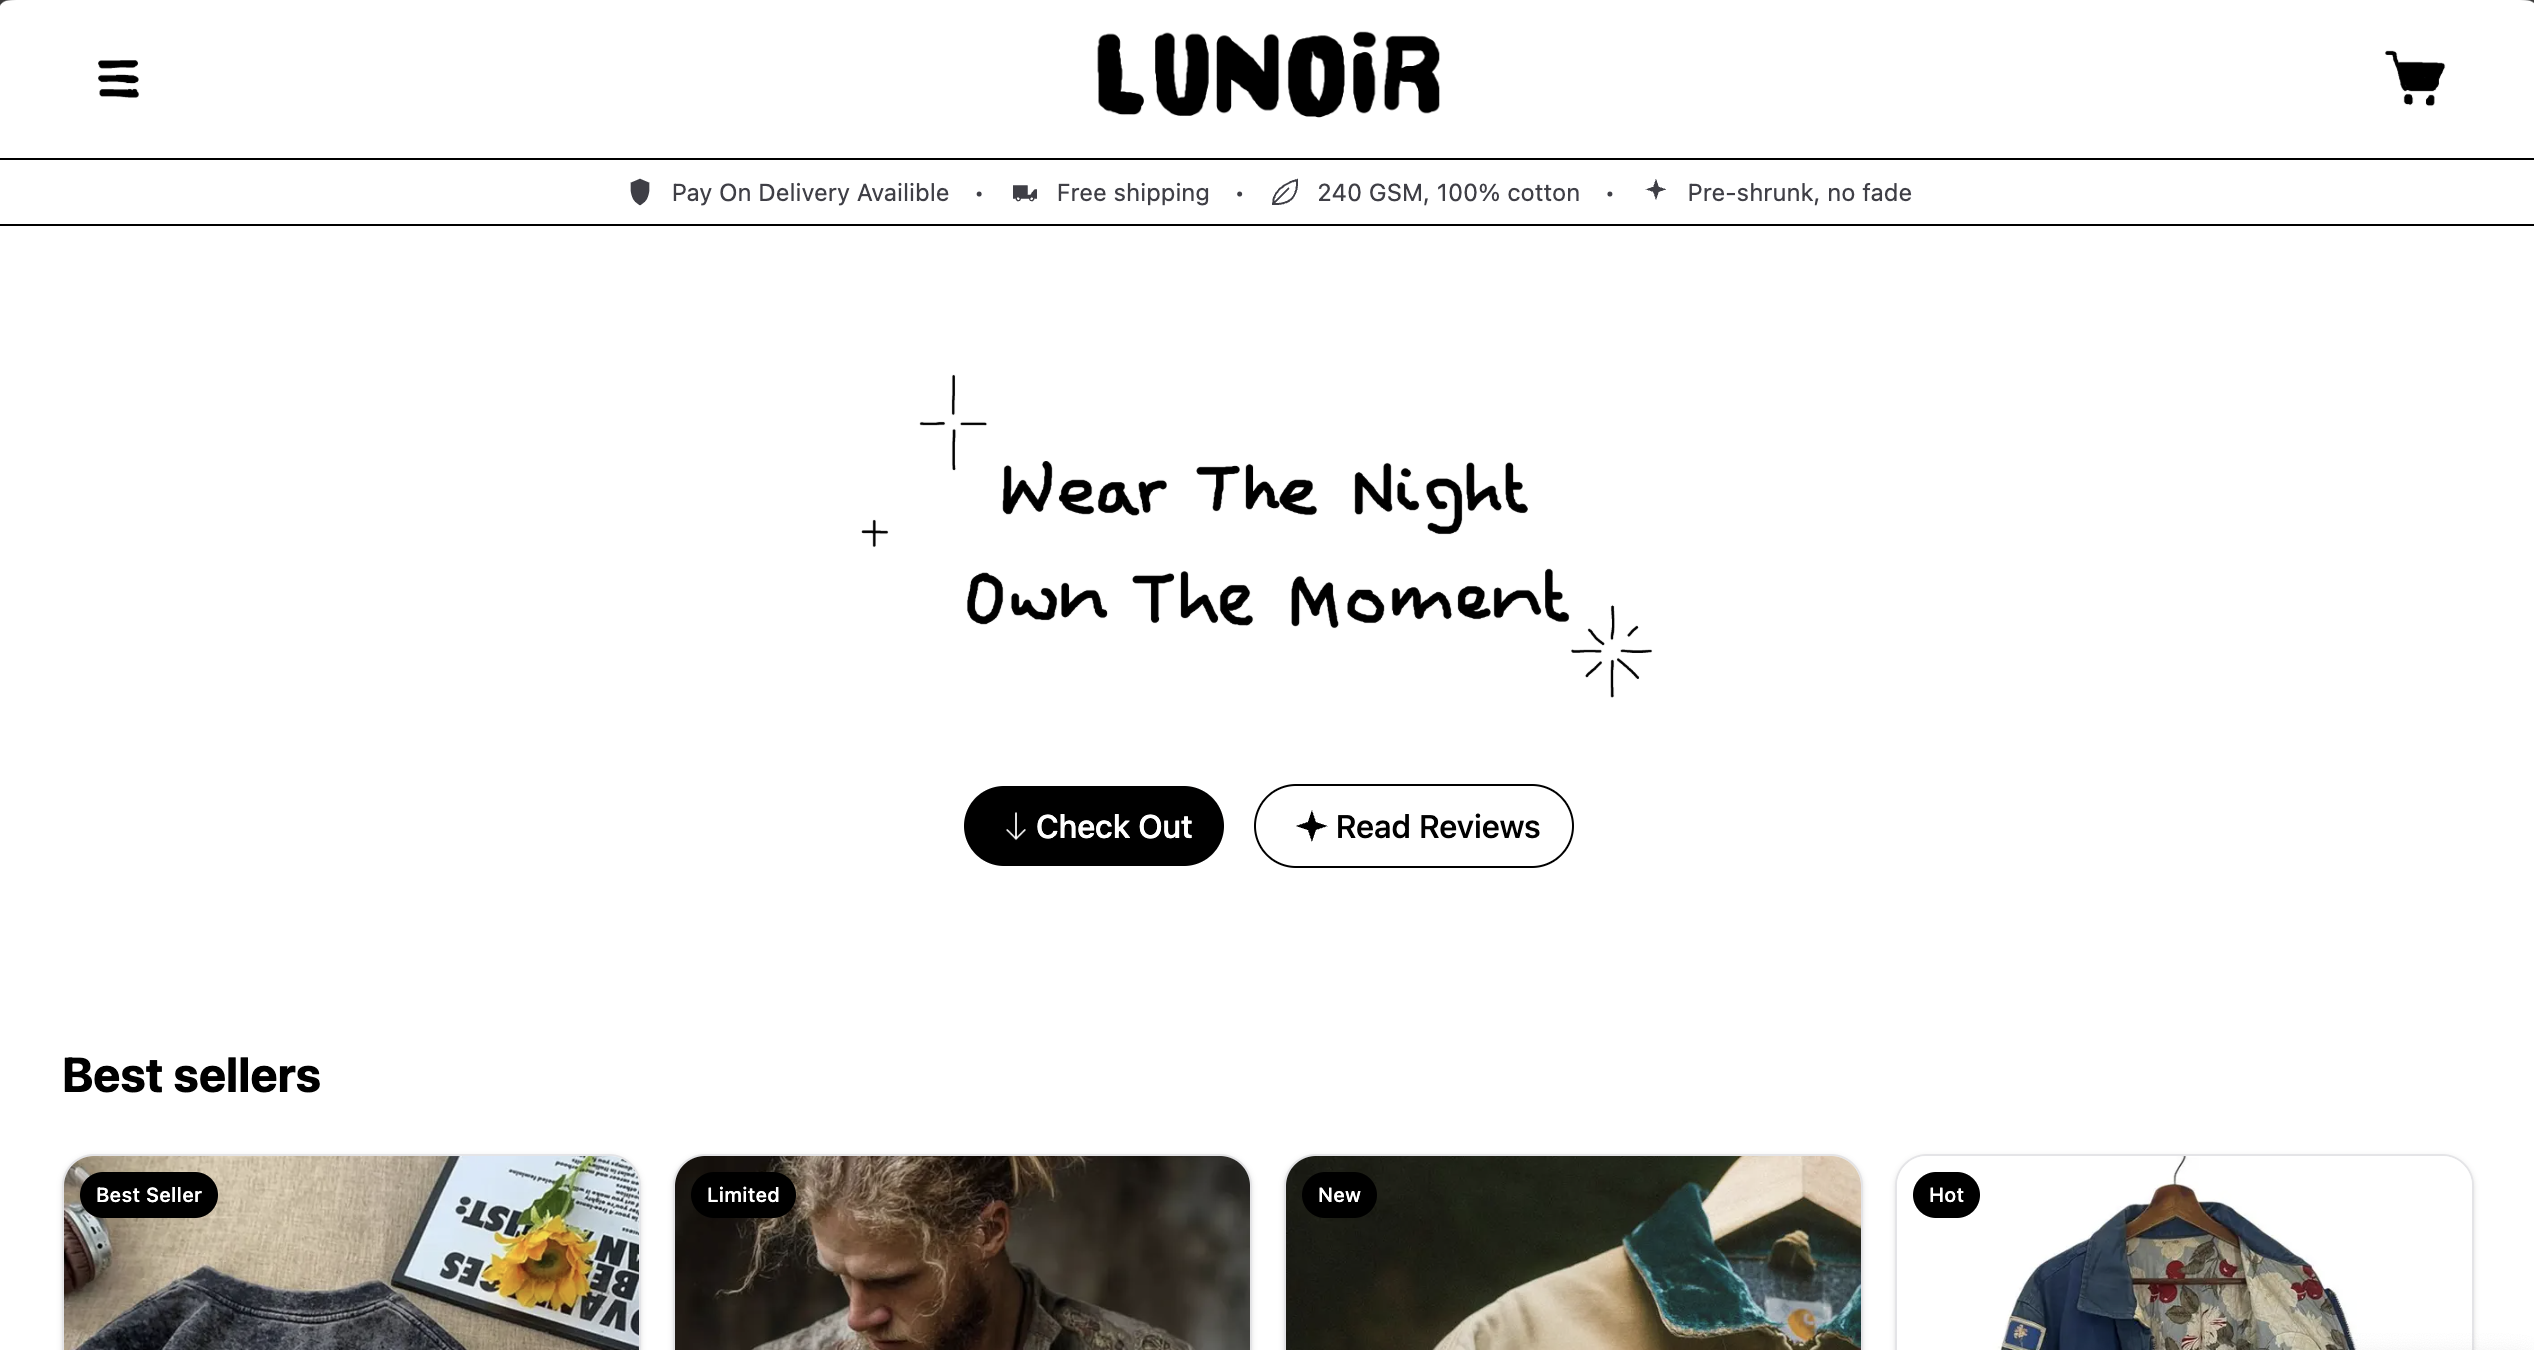 LUNOiR
Pay On Delivery Availible • Free shipping • 240 GSM, 100% cotton • Pre-shrunk, no fade
Wear The Night
Own The Moment
↓ Check Out
Read Reviews
Best sellers
Best Seller
Limited
New
Hot